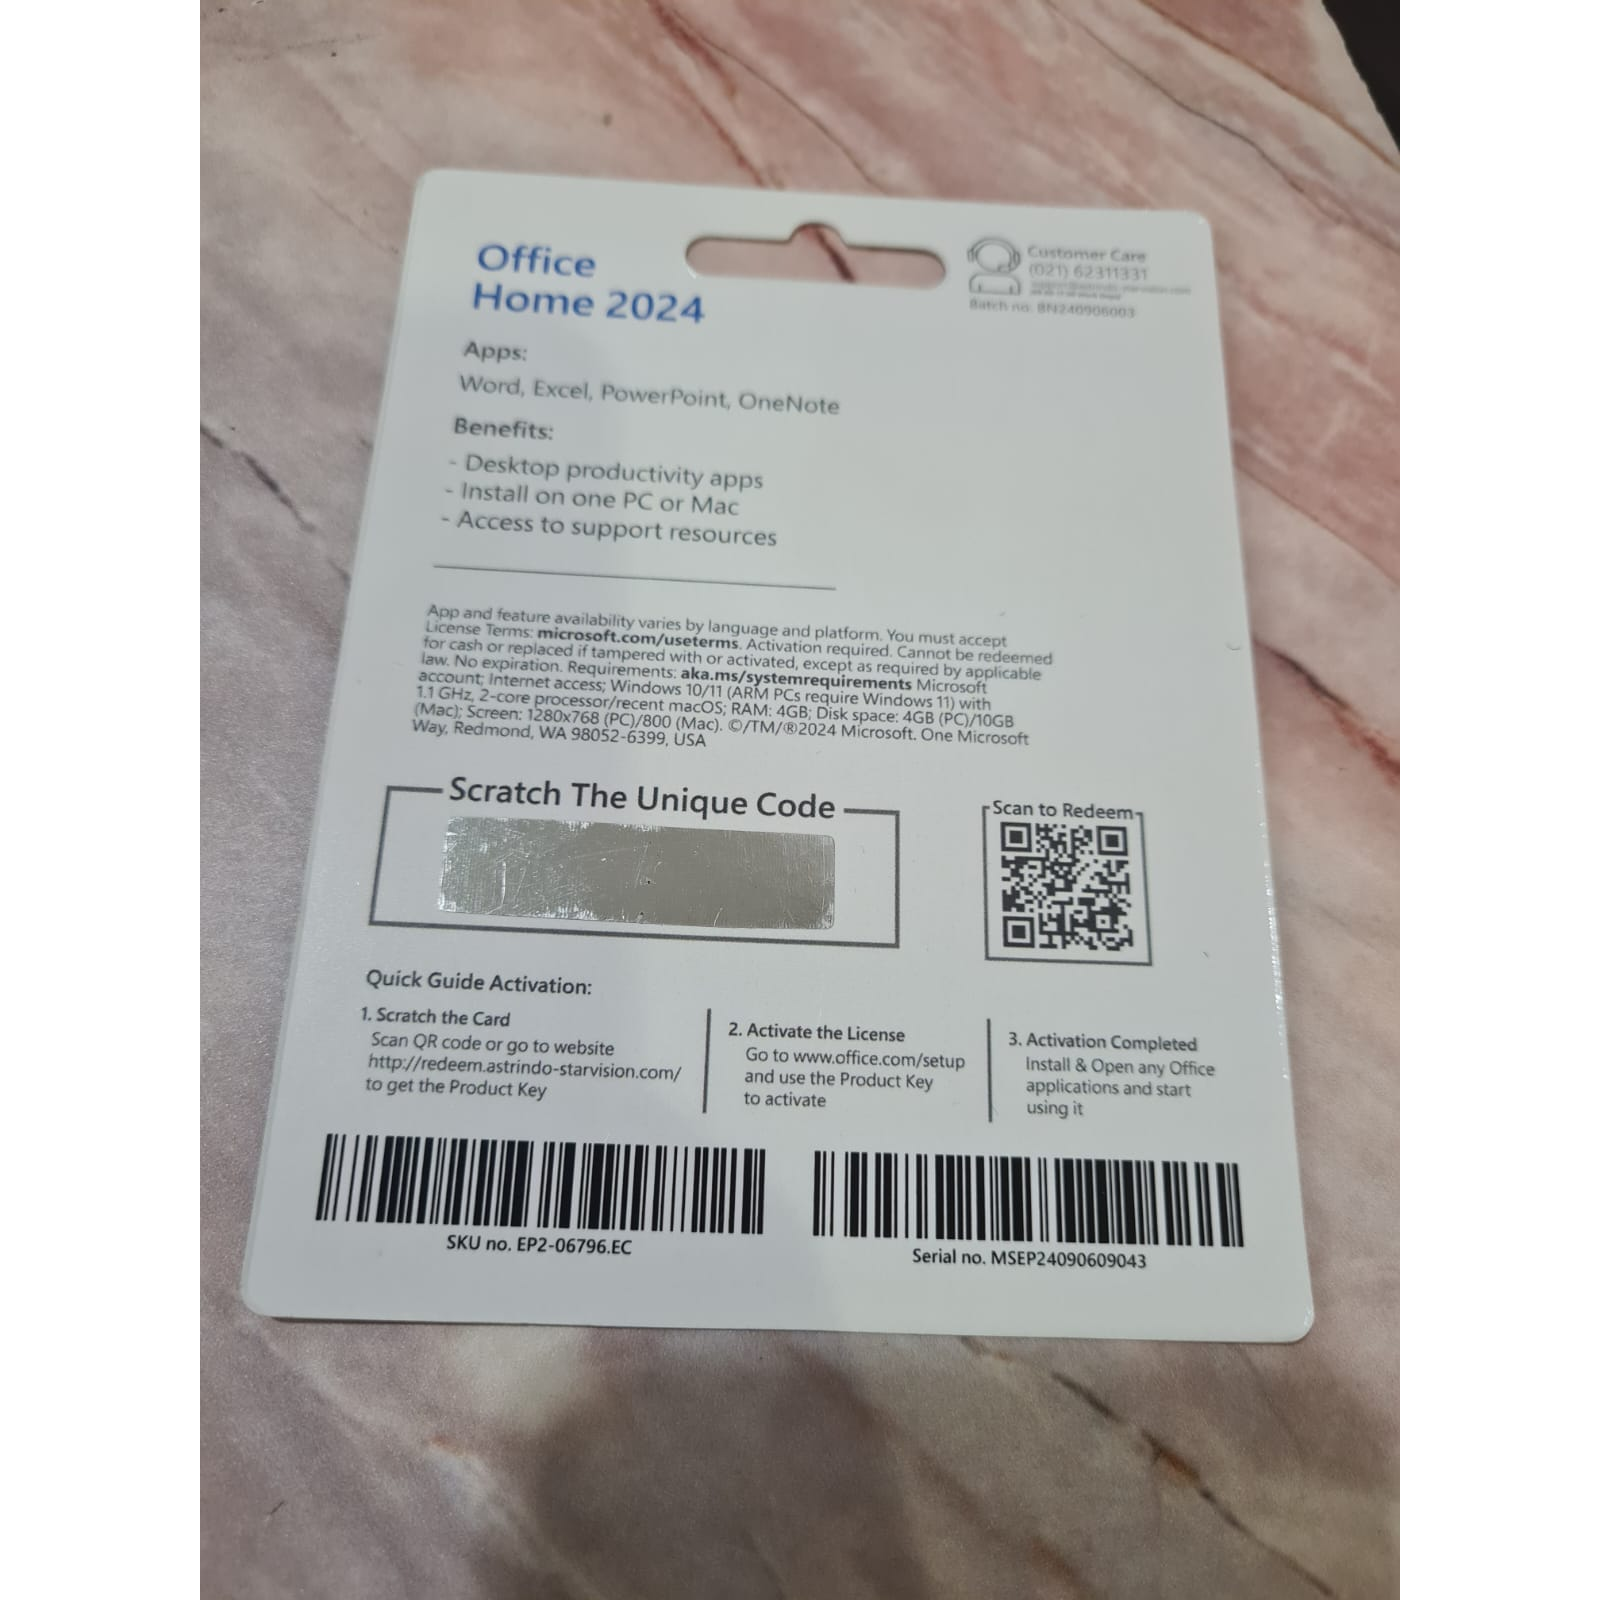 Office
Home 2024
Customer Care
(021) 62311331
Batch no: BN240906003
Apps:
Word, Excel, PowerPoint, OneNote
Benefits:
- Desktop productivity apps
- Install on one PC or Mac
- Access to support resources
App and feature availability varies by language and platform. You must accept
License Terms: microsoft.com/useterms. Activation required. Cannot be redeemed
for cash or replaced if tampered with or activated, except as required by applicable
law. No expiration. Requirements: aka.ms/systemrequirements Microsoft
account; Internet access; Windows 10/11 (ARM PCs require Windows 11) with
1.1 GHz, 2-core processor/recent macOS; RAM: 4GB; Disk space: 4GB (PC)/10GB
(Mac); Screen: 1280x768 (PC)/800 (Mac). ©/TM/®2024 Microsoft. One Microsoft
Way, Redmond, WA 98052-6399, USA
Scratch The Unique Code
Scan to Redeem
Quick Guide Activation:
1. Scratch the Card
Scan QR code or go to website
http://redeem.astrindo-starvision.com/
to get the Product Key
2. Activate the License
Go to www.office.com/setup
and use the Product Key
to activate
3. Activation Completed
Install & Open any Office
applications and start
using it
SKU no. EP2-06796.EC
Serial no. MSEP24090609043